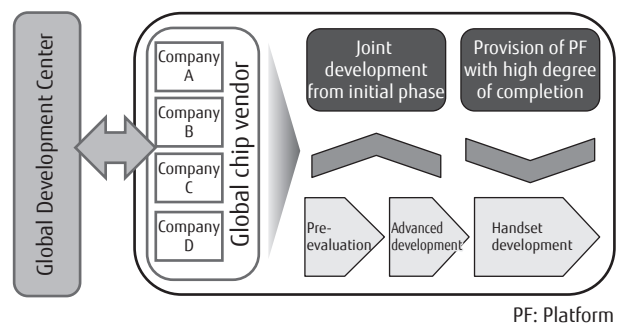 Global Development Center
Company
A
Company
B
Company
C
Company
D
Global chip vendor
Joint
development
from initial phase
Provision of PF
with high degree
of completion
Pre-
evaluation
Advanced
development
Handset
development
PF: Platform